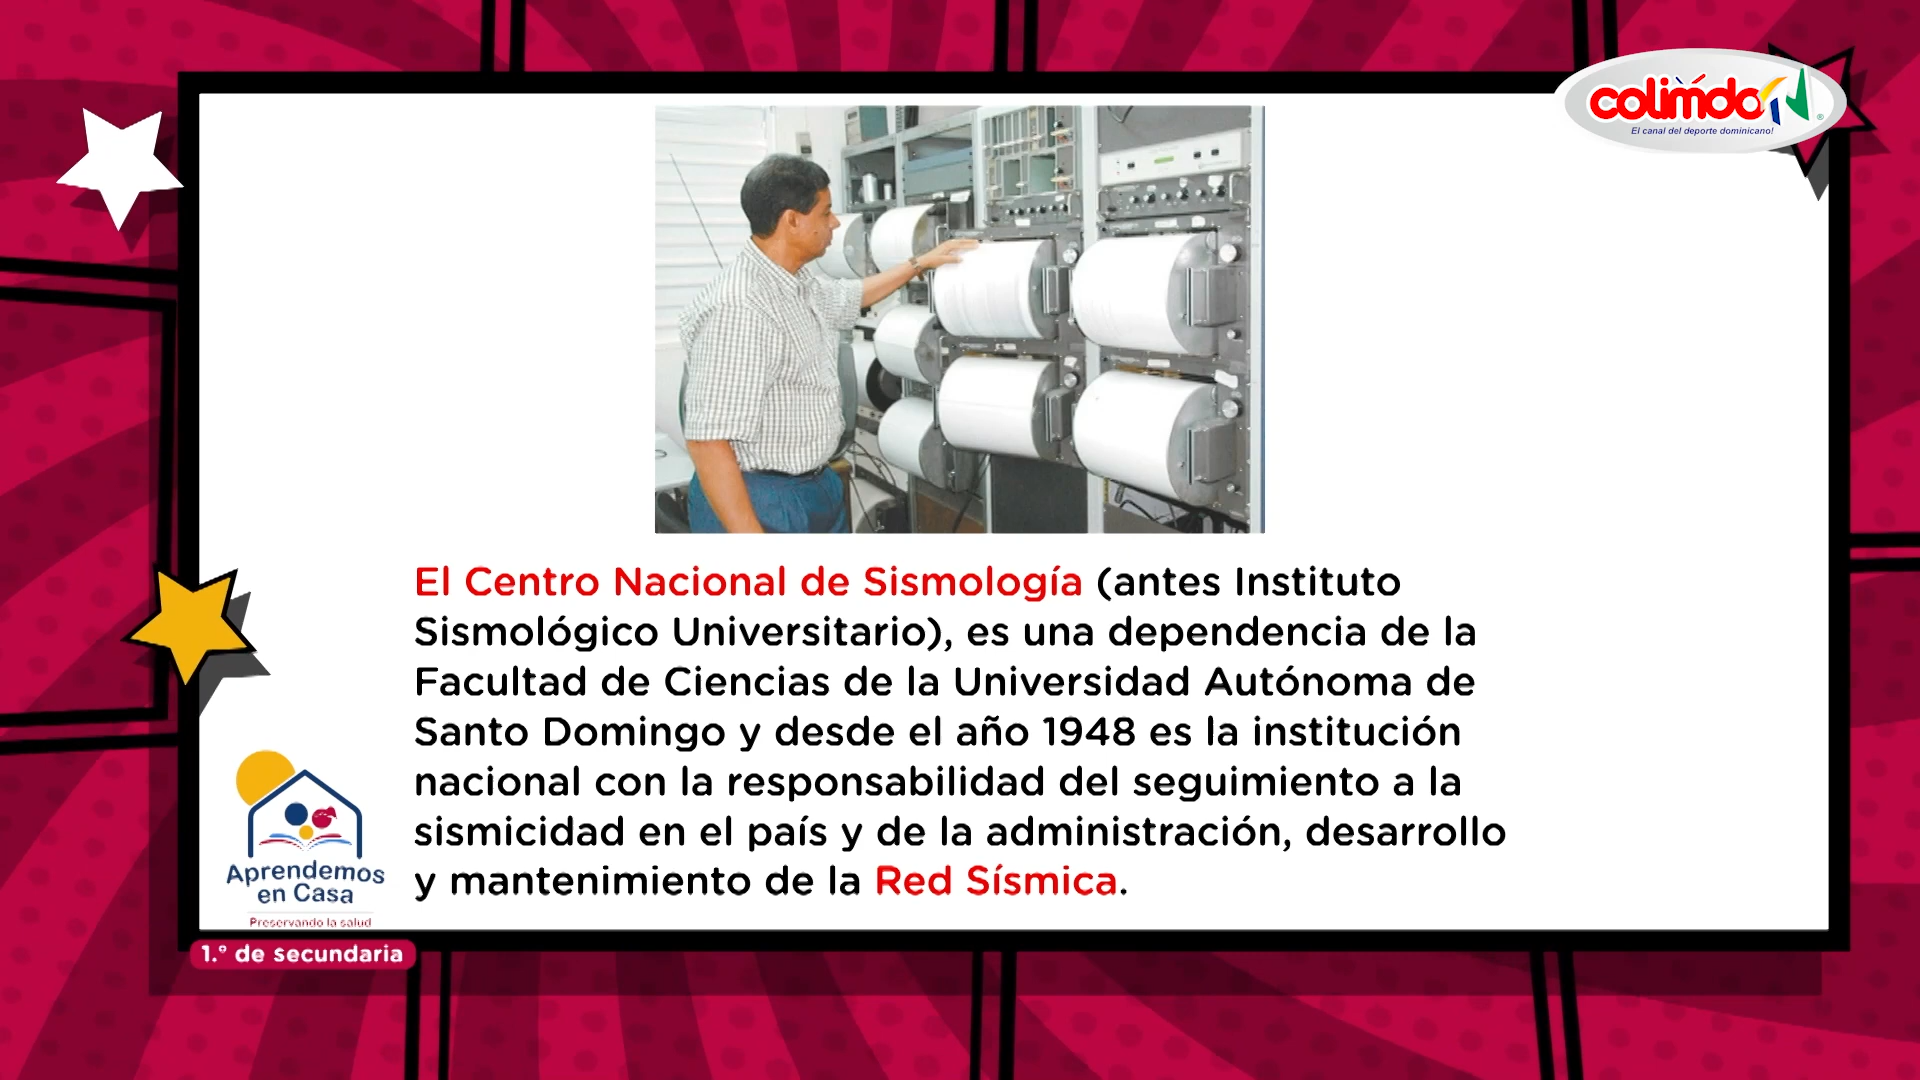 colimdo
El canal del deporte dominicano!
El Centro Nacional de Sismología (antes Instituto
Sismológico Universitario), es una dependencia de la
Facultad de Ciencias de la Universidad Autónoma de
Santo Domingo y desde el año 1948 es la institución
nacional con la responsabilidad del seguimiento a la
sismicidad en el país y de la administración, desarrollo
y mantenimiento de la Red Sísmica.
Aprendemos
en Casa
Preservando la salud
1.º de secundaria